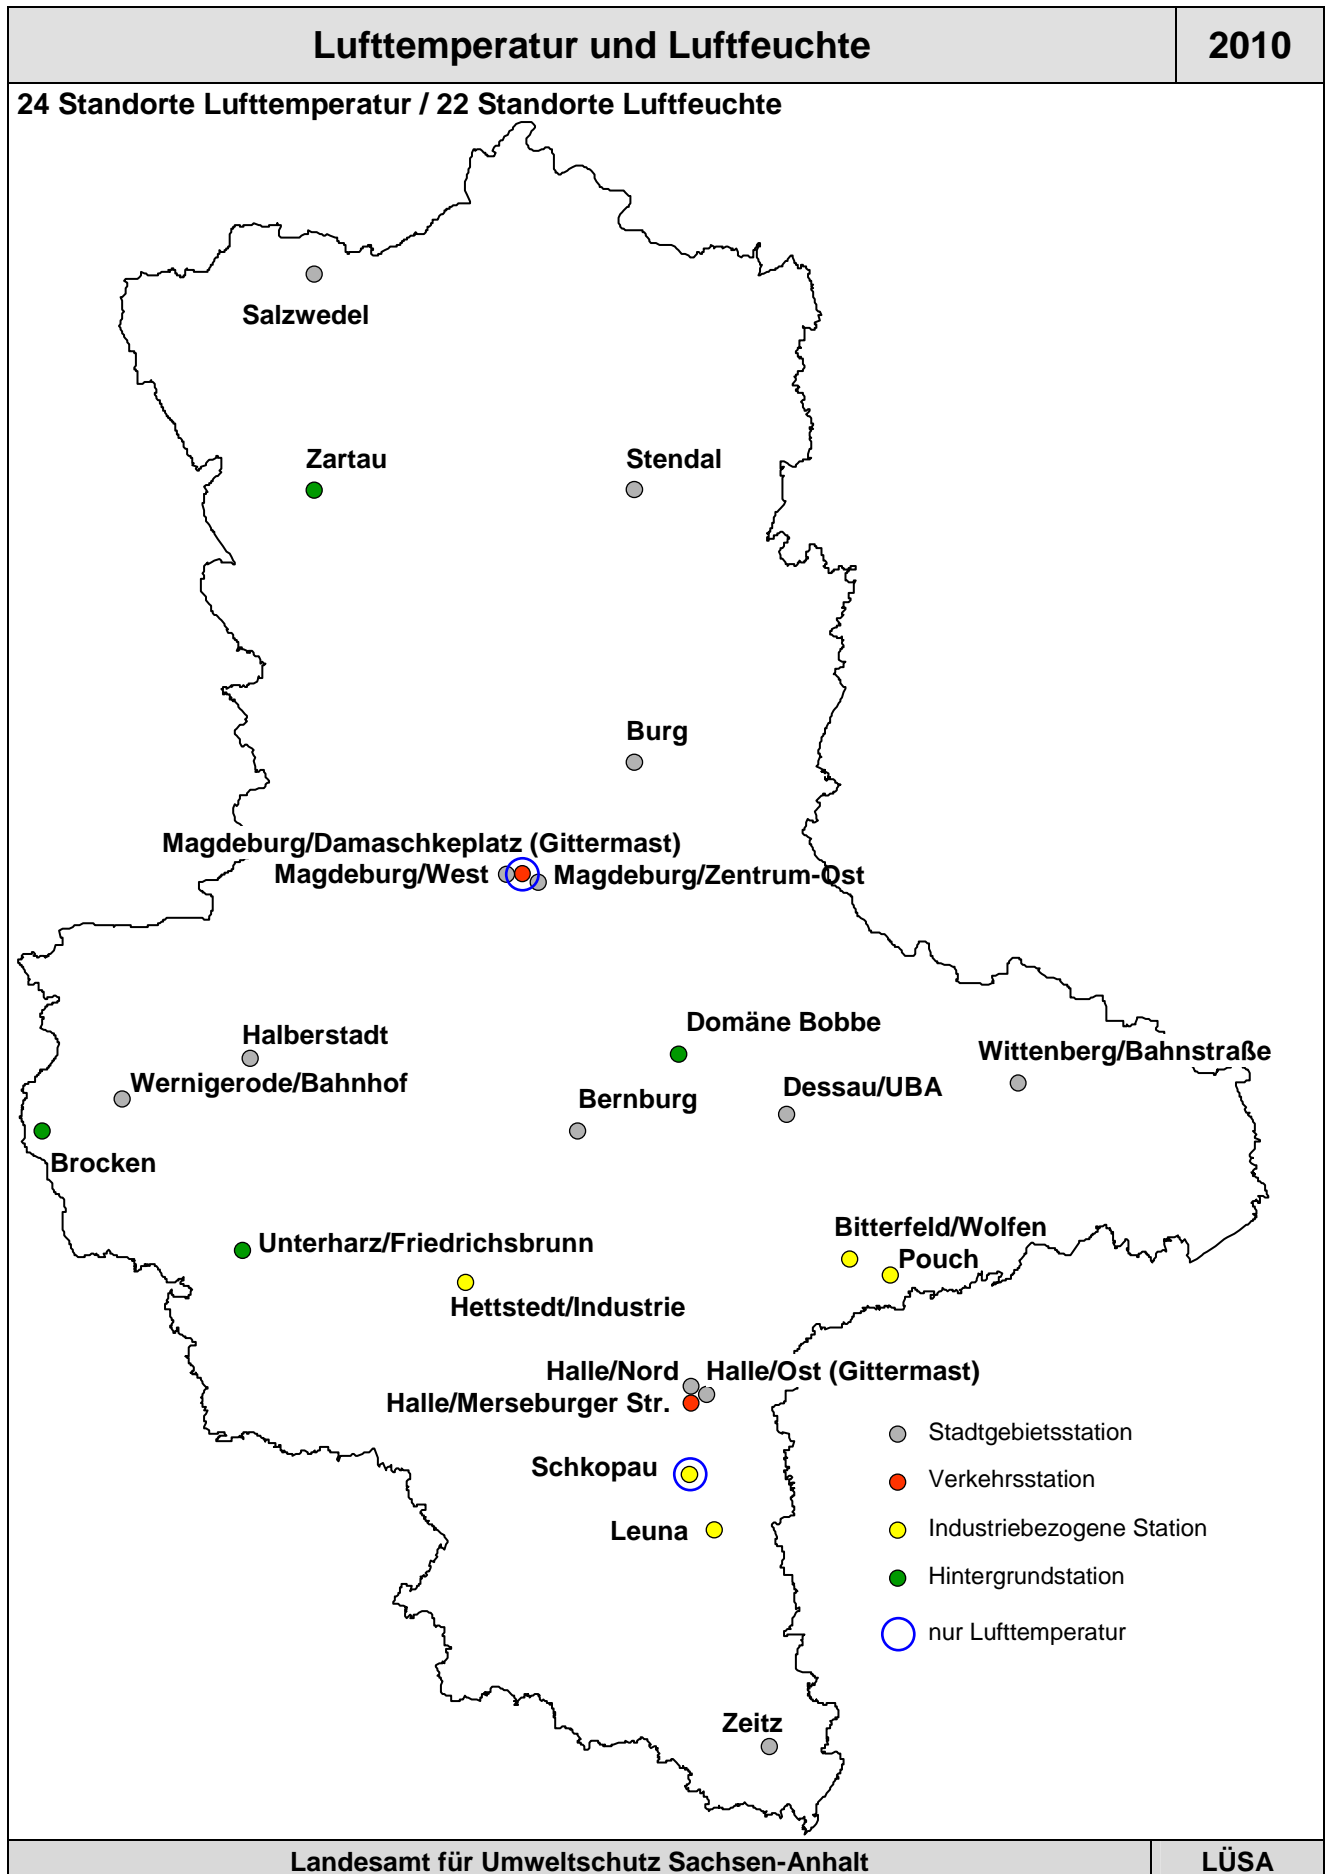 Lufttemperatur und Luftfeuchte
2010
24 Standorte Lufttemperatur / 22 Standorte Luftfeuchte
Salzwedel
Zartau
Stendal
Burg
Magdeburg/Damaschkeplatz (Gittermast)
Magdeburg/West
Magdeburg/Zentrum-Ost
Domäne Bobbe
Halberstadt
Wittenberg/Bahnstraße
Wernigerode/Bahnhof
Dessau/UBA
Bernburg
Brocken
Bitterfeld/Wolfen
Unterharz/Friedrichsbrunn
Pouch
Hettstedt/Industrie
Halle/Nord
Halle/Ost (Gittermast)
Halle/Merseburger Str.
Stadtgebietsstation
Schkopau
Verkehrsstation
Leuna
Industriebezogene Station
Hintergrundstation
nur Lufttemperatur
Zeitz
Landesamt für Umweltschutz Sachsen-Anhalt
LÜSA